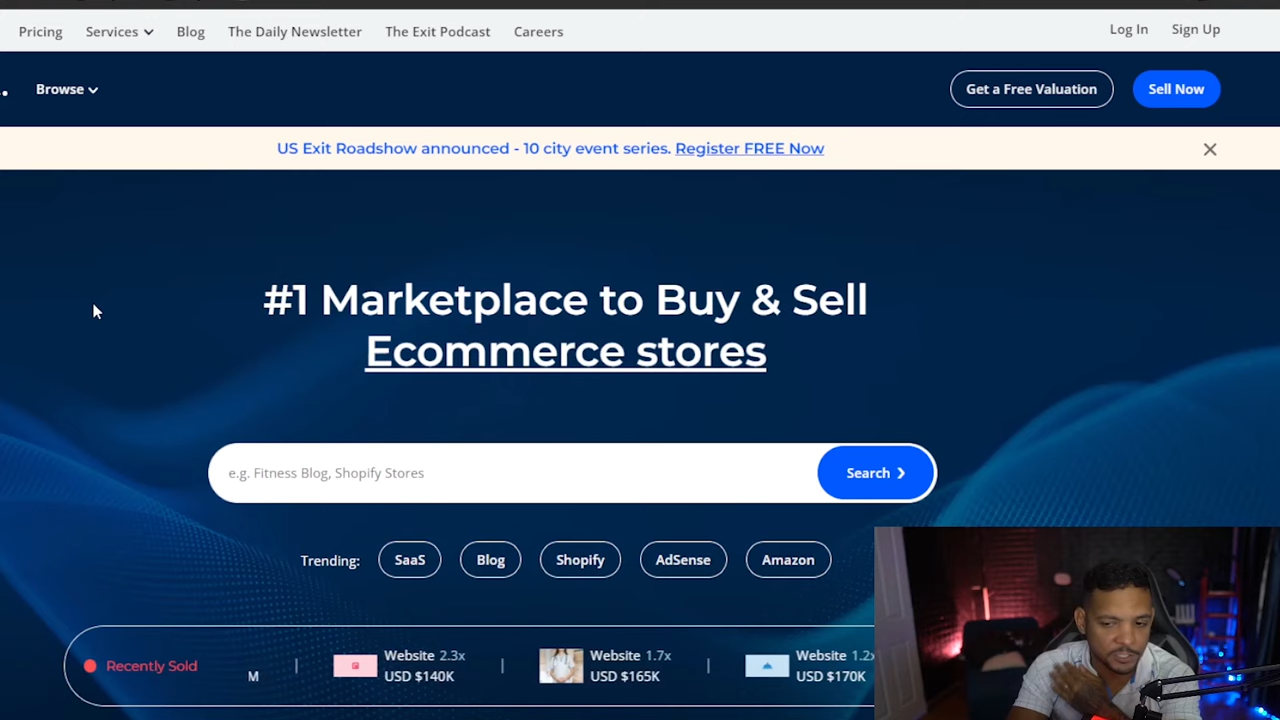 Pricing Services Blog The Daily Newsletter The Exit Podcast Careers Log In Sign Up
Browse Get a Free Valuation Sell Now
US Exit Roadshow announced - 10 city event series. Register FREE Now
#1 Marketplace to Buy & Sell
Ecommerce stores
e.g. Fitness Blog, Shopify Stores Search
Trending: SaaS Blog Shopify AdSense Amazon
Recently Sold
M
Website 2.3x
USD $140K
Website 1.7x
USD $165K
Website 1.2x
USD $170K